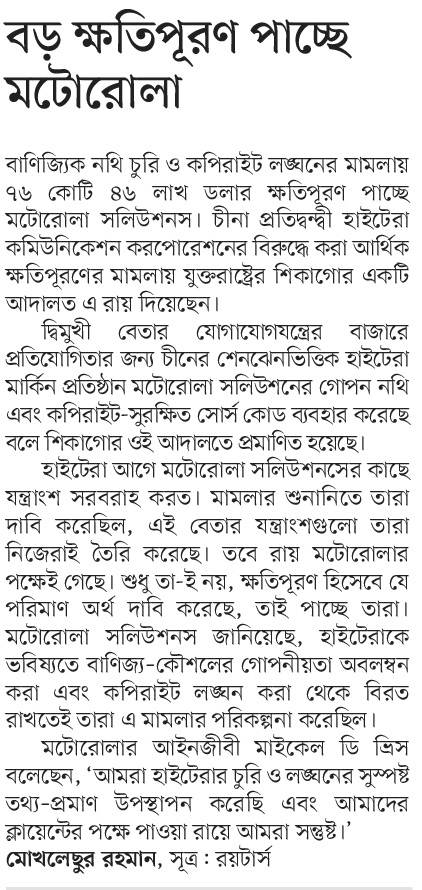 বড় ক্ষতিপূরণ পাচ্ছে
মটোরোলা
বাণিজ্যিক নথি চুরি ও কপিরাইট লঙ্ঘনের মামলায়
৭৬ কোটি ৪৬ লাখ ডলার ক্ষতিপূরণ পাচ্ছে
মটোরোলা সলিউশনস। চীনা প্রতিদ্বন্দ্বী হাইটেরা
কমিউনিকেশন করপোরেশনের বিরুদ্ধে করা আর্থিক
ক্ষতিপূরণের মামলায় যুক্তরাষ্ট্রের শিকাগোর একটি
আদালত এ রায় দিয়েছেন।
দ্বিমুখী বেতার যোগাযোগযন্ত্রের বাজারে
প্রতিযোগিতার জন্য চীনের শেনঝেনভিত্তিক হাইটেরা
মার্কিন প্রতিষ্ঠান মটোরোলা সলিউশনের গোপন নথি
এবং কপিরাইট-সুরক্ষিত সোর্স কোড ব্যবহার করেছে
বলে শিকাগোর ওই আদালতে প্রমাণিত হয়েছে।
হাইটেরা আগে মটোরোলা সলিউশনসের কাছে
যন্ত্রাংশ সরবরাহ করত। মামলার শুনানিতে তারা
দাবি করেছিল, এই বেতার যন্ত্রাংশগুলো তারা
নিজেরাই তৈরি করেছে। তবে রায় মটোরোলার
পক্ষেই গেছে। শুধু তা-ই নয়, ক্ষতিপূরণ হিসেবে যে
পরিমাণ অর্থ দাবি করেছে, তাই পাচ্ছে তারা।
মটোরোলা সলিউশনস জানিয়েছে, হাইটেরাকে
ভবিষ্যতে বাণিজ্য-কৌশলের গোপনীয়তা অবলম্বন
করা এবং কপিরাইট লঙ্ঘন করা থেকে বিরত
রাখতেই তারা এ মামলার পরিকল্পনা করেছিল।
মটোরোলার আইনজীবী মাইকেল ডি ভ্রিস
বলেছেন, ‘আমরা হাইটেরার চুরি ও লঙ্ঘনের সুস্পষ্ট
তথ্য-প্রমাণ উপস্থাপন করেছি এবং আমাদের
ক্লায়েন্টের পক্ষে পাওয়া রায়ে আমরা সন্তুষ্ট।’
মোখলেছুর রহমান, সূত্র : রয়টার্স